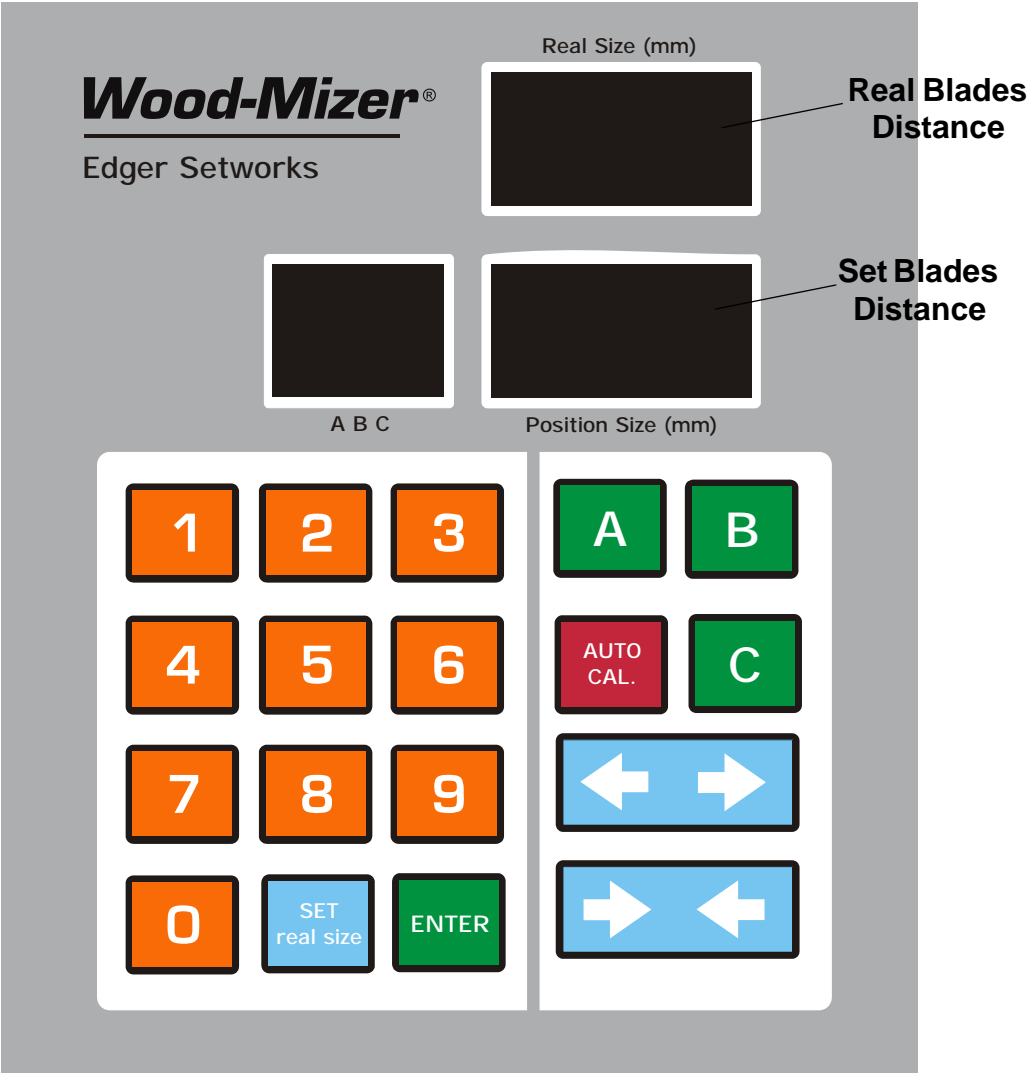 Real Size (mm)
Wood-Mizer®
Edger Setworks
Real Blades
Distance
Set Blades
Distance
A B C
Position Size (mm)
1 2 3
A B
4 5 6
AUTO
CAL.
C
7 8 9
0
SET
real size
ENTER